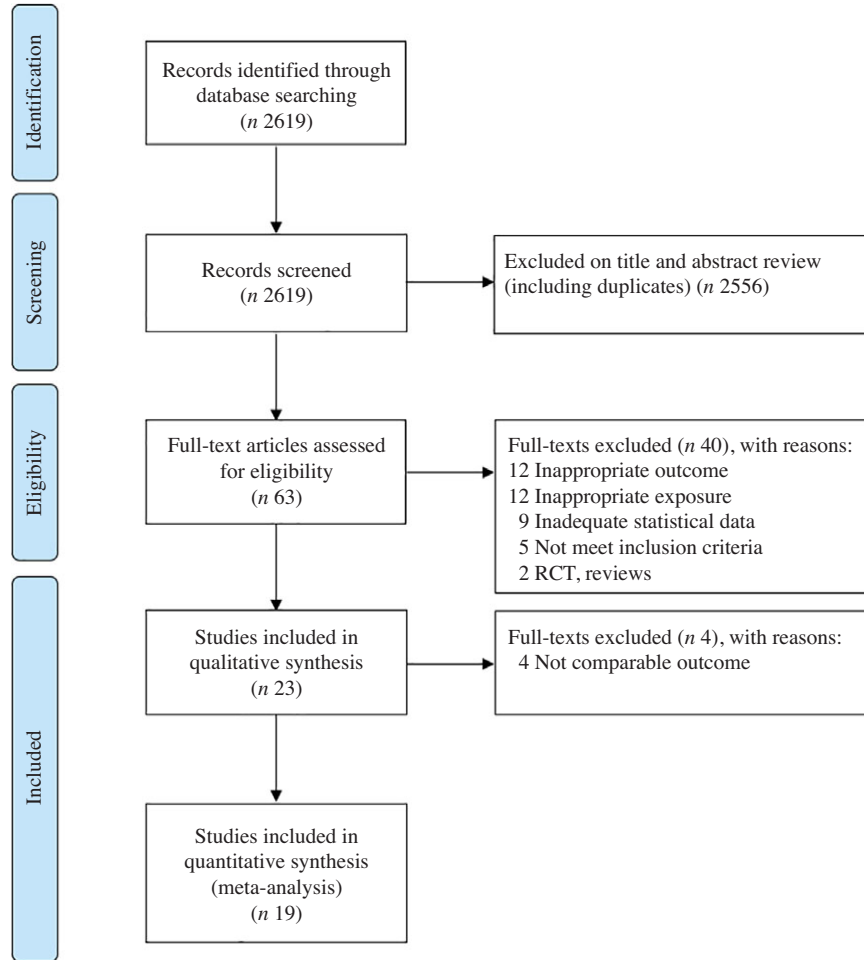 Identification
Records identified through
database searching
(n 2619)
Screening
Records screened
(n 2619)
Excluded on title and abstract review
(including duplicates) (n 2556)
Eligibility
Full-text articles assessed
for eligibility
(n 63)
Full-texts excluded (n 40), with reasons:
12 Inappropriate outcome
12 Inappropriate exposure
9 Inadequate statistical data
5 Not meet inclusion criteria
2 RCT, reviews
Included
Studies included in
qualitative synthesis
(n 23)
Full-texts excluded (n 4), with reasons:
4 Not comparable outcome
Studies included in
quantitative synthesis
(meta-analysis)
(n 19)